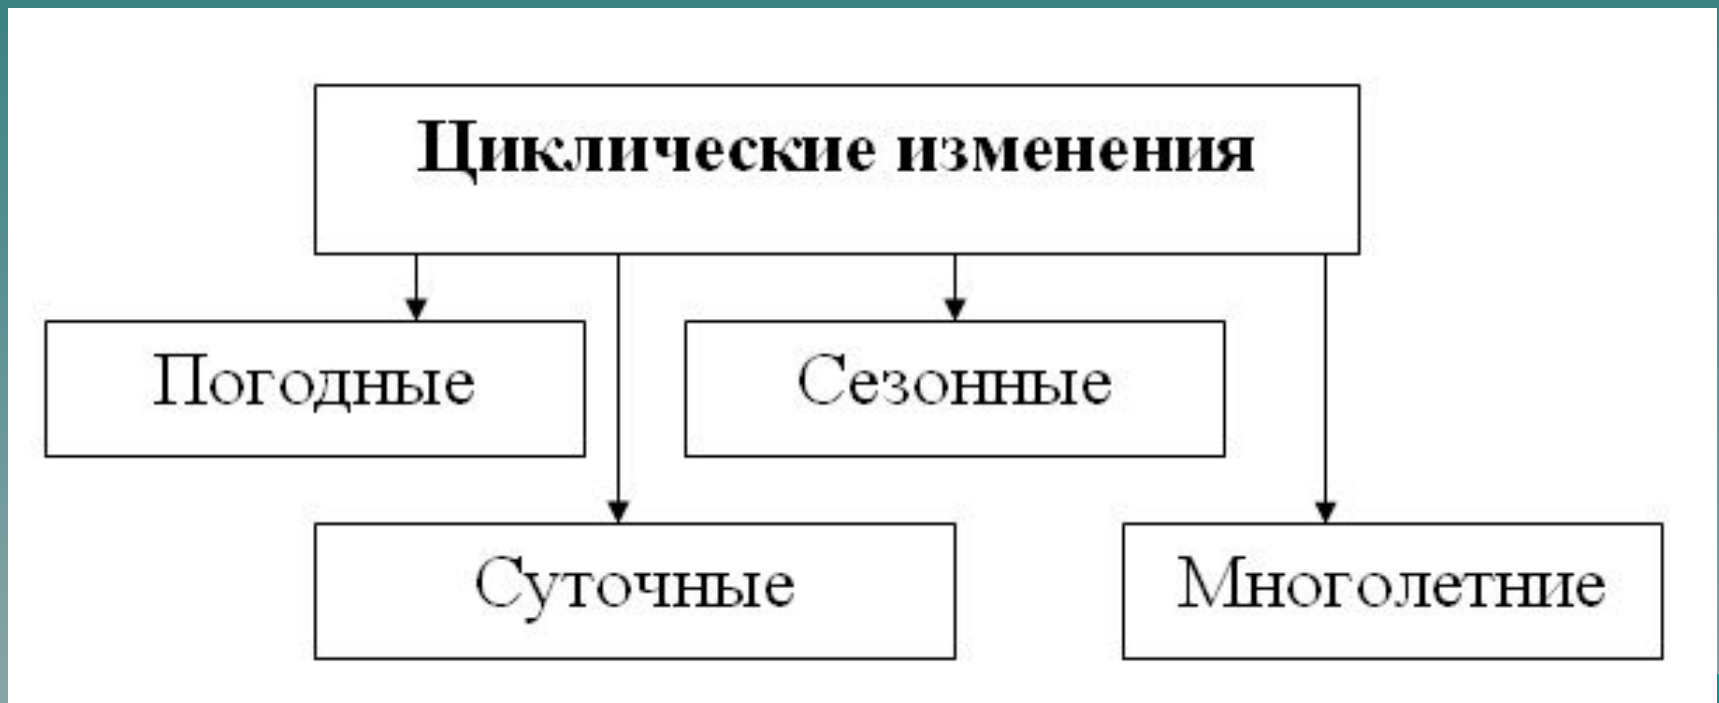 Циклические изменения
Погодные
Сезонные
Суточные
Многолетние